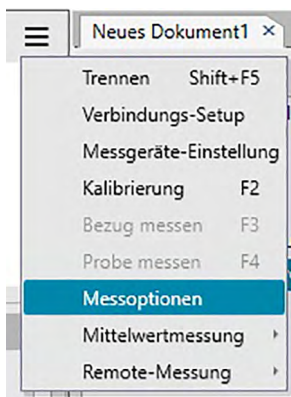 Neues Dokument1 ×
Trennen Shift+F5
Verbindungs-Setup
Messgeräte-Einstellung
Kalibrierung F2
Bezug messen F3
Probe messen F4
Messoptionen
Mittelwertmessung
Remote-Messung